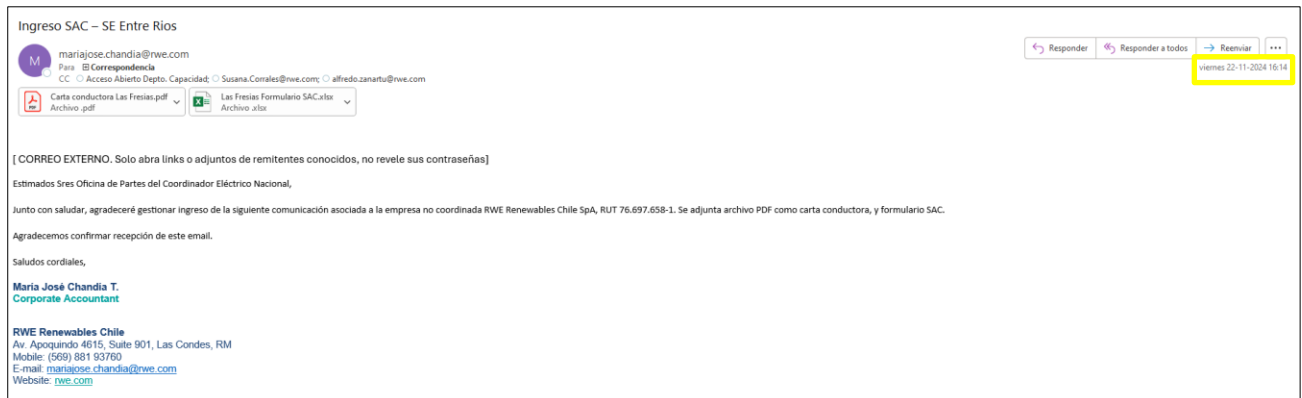 Ingreso SAC – SE Entre Rios
M
mariajose.chandia@rwe.com
Para Correspondencia
CC Acceso Abierto Depto. Capacidad; Susana.Corrales@rwe.com; alfredo.zanartu@rwe.com
Responder Responder a todos Reenviar ...
viernes 22-11-2024 16:14
Carta conductora Las Fresias.pdf
Archivo .pdf
Las Fresias Formulario SAC.xlsx
Archivo .xlsx
[ CORREO EXTERNO. Solo abra links o adjuntos de remitentes conocidos, no revele sus contraseñas]
Estimados Sres Oficina de Partes del Coordinador Eléctrico Nacional,
Junto con saludar, agradeceré gestionar ingreso de la siguiente comunicación asociada a la empresa no coordinada RWE Renewables Chile SpA, RUT 76.697.658-1. Se adjunta archivo PDF como carta conductora, y formulario SAC.
Agradecemos confirmar recepción de este email.
Saludos cordiales,
María José Chandía T.
Corporate Accountant
RWE Renewables Chile
Av. Apoquindo 4615, Suite 901, Las Condes, RM
Mobile: (569) 881 93760
E-mail: mariajose.chandia@rwe.com
Website: rwe.com